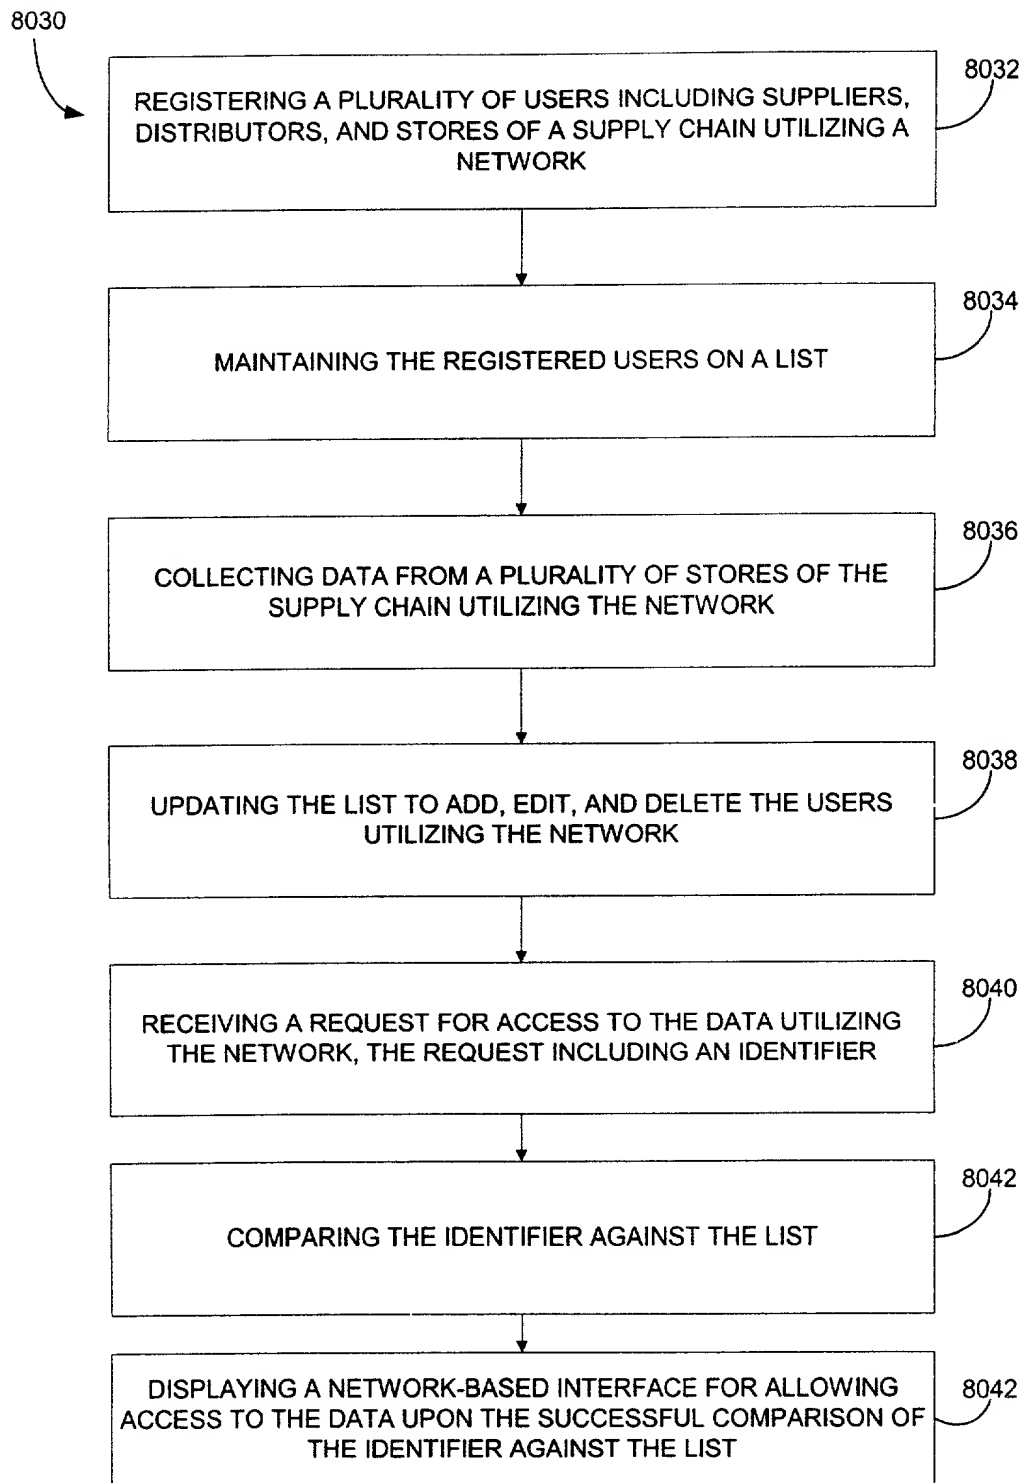 8030
8032
REGISTERING A PLURALITY OF USERS INCLUDING SUPPLIERS,
DISTRIBUTORS, AND STORES OF A SUPPLY CHAIN UTILIZING A
NETWORK
8034
MAINTAINING THE REGISTERED USERS ON A LIST
8036
COLLECTING DATA FROM A PLURALITY OF STORES OF THE
SUPPLY CHAIN UTILIZING THE NETWORK
8038
UPDATING THE LIST TO ADD, EDIT, AND DELETE THE USERS
UTILIZING THE NETWORK
8040
RECEIVING A REQUEST FOR ACCESS TO THE DATA UTILIZING
THE NETWORK, THE REQUEST INCLUDING AN IDENTIFIER
8042
COMPARING THE IDENTIFIER AGAINST THE LIST
8042
DISPLAYING A NETWORK-BASED INTERFACE FOR ALLOWING
ACCESS TO THE DATA UPON THE SUCCESSFUL COMPARISON OF
THE IDENTIFIER AGAINST THE LIST